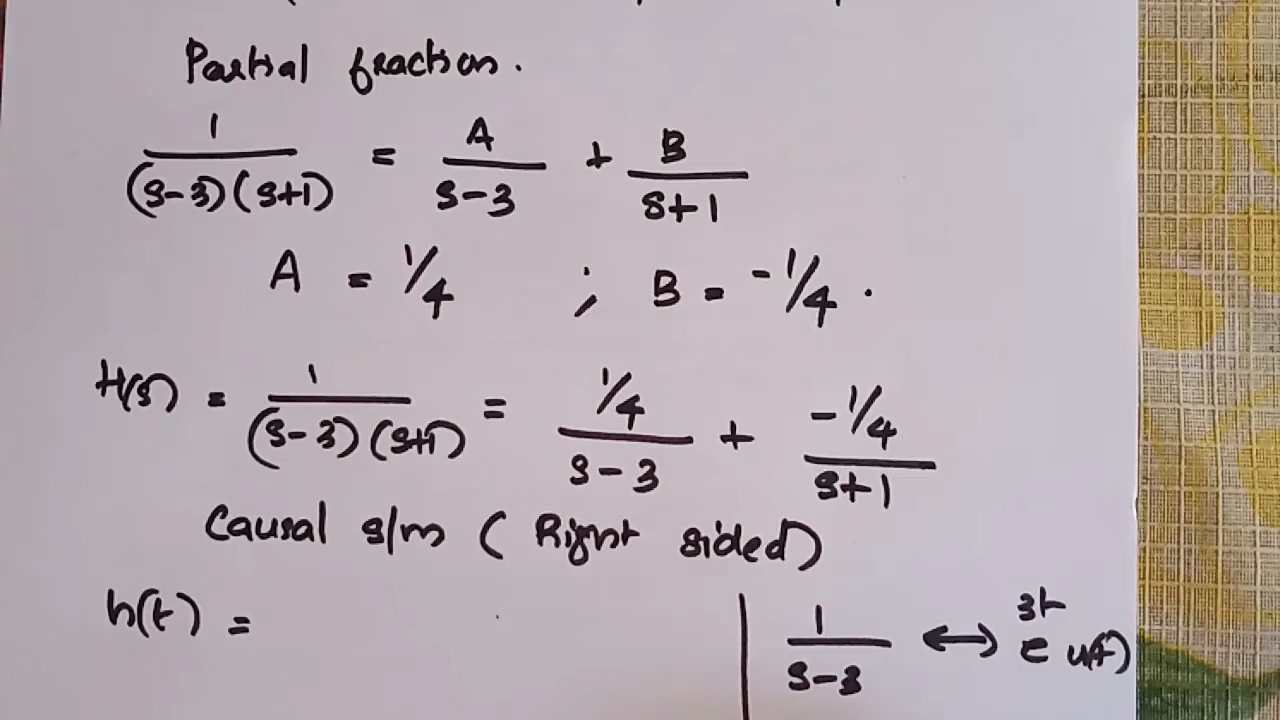 Partial fraction.
1/((s-3)(s+1)) = A/(s-3) + B/(s+1)
A = 1/4 ; B = -1/4.
H(s) = 1/((s-3)(s+1)) = (1/4)/(s-3) + (-1/4)/(s+1)
Causal s/m (Right sided)
h(t) = | 1/(s-3) ↔ e^{3t} u(t)